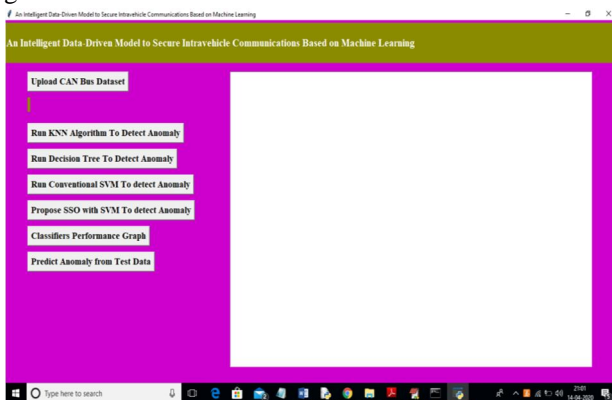 An Intelligent Data-Driven Model to Secure Intravehicle Communications Based on Machine Learning
An Intelligent Data-Driven Model to Secure Intravehicle Communications Based on Machine Learning
Upload CAN Bus Dataset
Run KNN Algorithm To Detect Anomaly
Run Decision Tree To Detect Anomaly
Run Conventional SVM To detect Anomaly
Propose SSO with SVM To detect Anomaly
Classifiers Performance Graph
Predict Anomaly from Test Data
Type here to search
21:01
14-04-2020